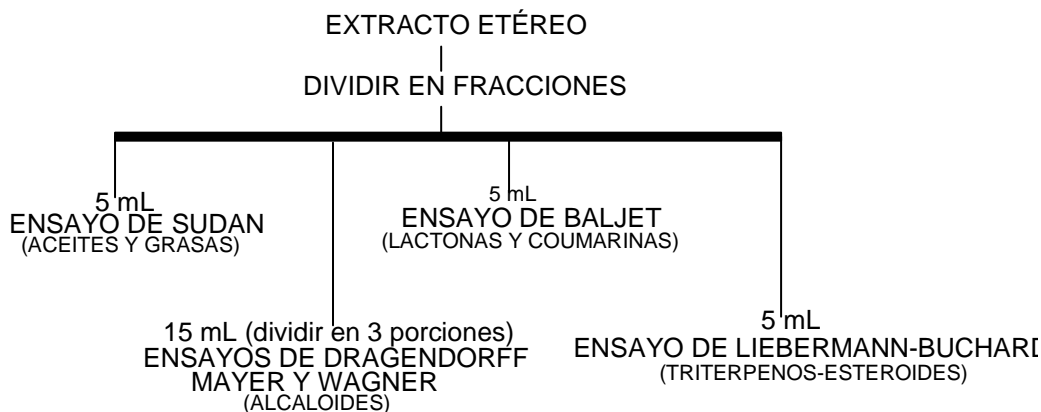 EXTRACTO ETÉREO
DIVIDIR EN FRACCIONES
5 mL
ENSAYO DE SUDAN
(ACEITES Y GRASAS)
5 mL
ENSAYO DE BALJET
(LACTONAS Y COUMARINAS)
15 mL (dividir en 3 porciones)
ENSAYOS DE DRAGENDORFF
MAYER Y WAGNER
(ALCALOIDES)
5 mL
ENSAYO DE LIEBERMANN-BUCHARD
(TRITERPENOS-ESTEROIDES)